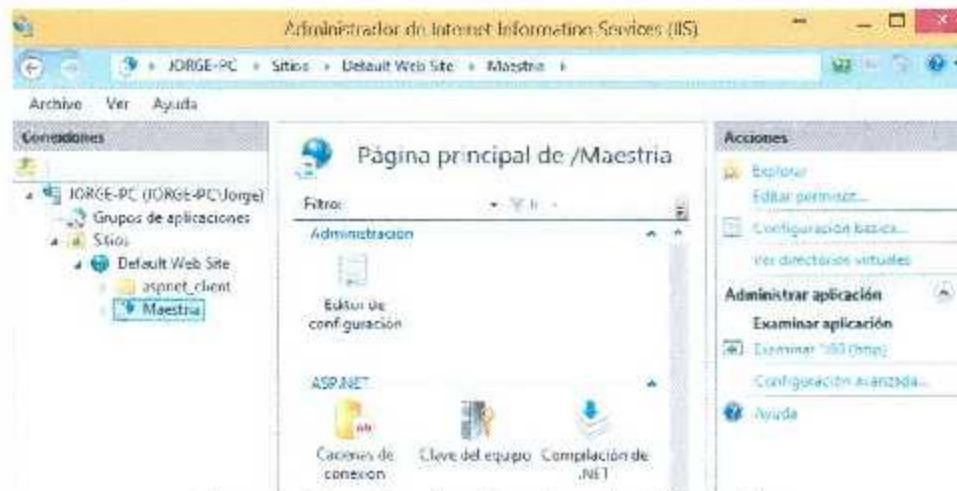 Administrador de Internet Information Services (IIS)
JORGE-PC Sitios Default Web Site Maestria
Archivo Ver Ayuda
Conexiones
JORGE-PC (JORGE-PC\Jorge)
Grupos de aplicaciones
Sitios
Default Web Site
aspnet_client
Maestria
Página principal de /Maestria
Filtro:
Administración
Editor de
configuración
ASP.NET
Cadenas de
conexión
Clave del equipo
Compilación de
.NET
Acciones
Explorar
Editar permisos...
Configuración básica...
Ver directorios virtuales
Administrar aplicación
Examinar aplicación
Examinar *:80 (http)
Configuración avanzada...
Ayuda